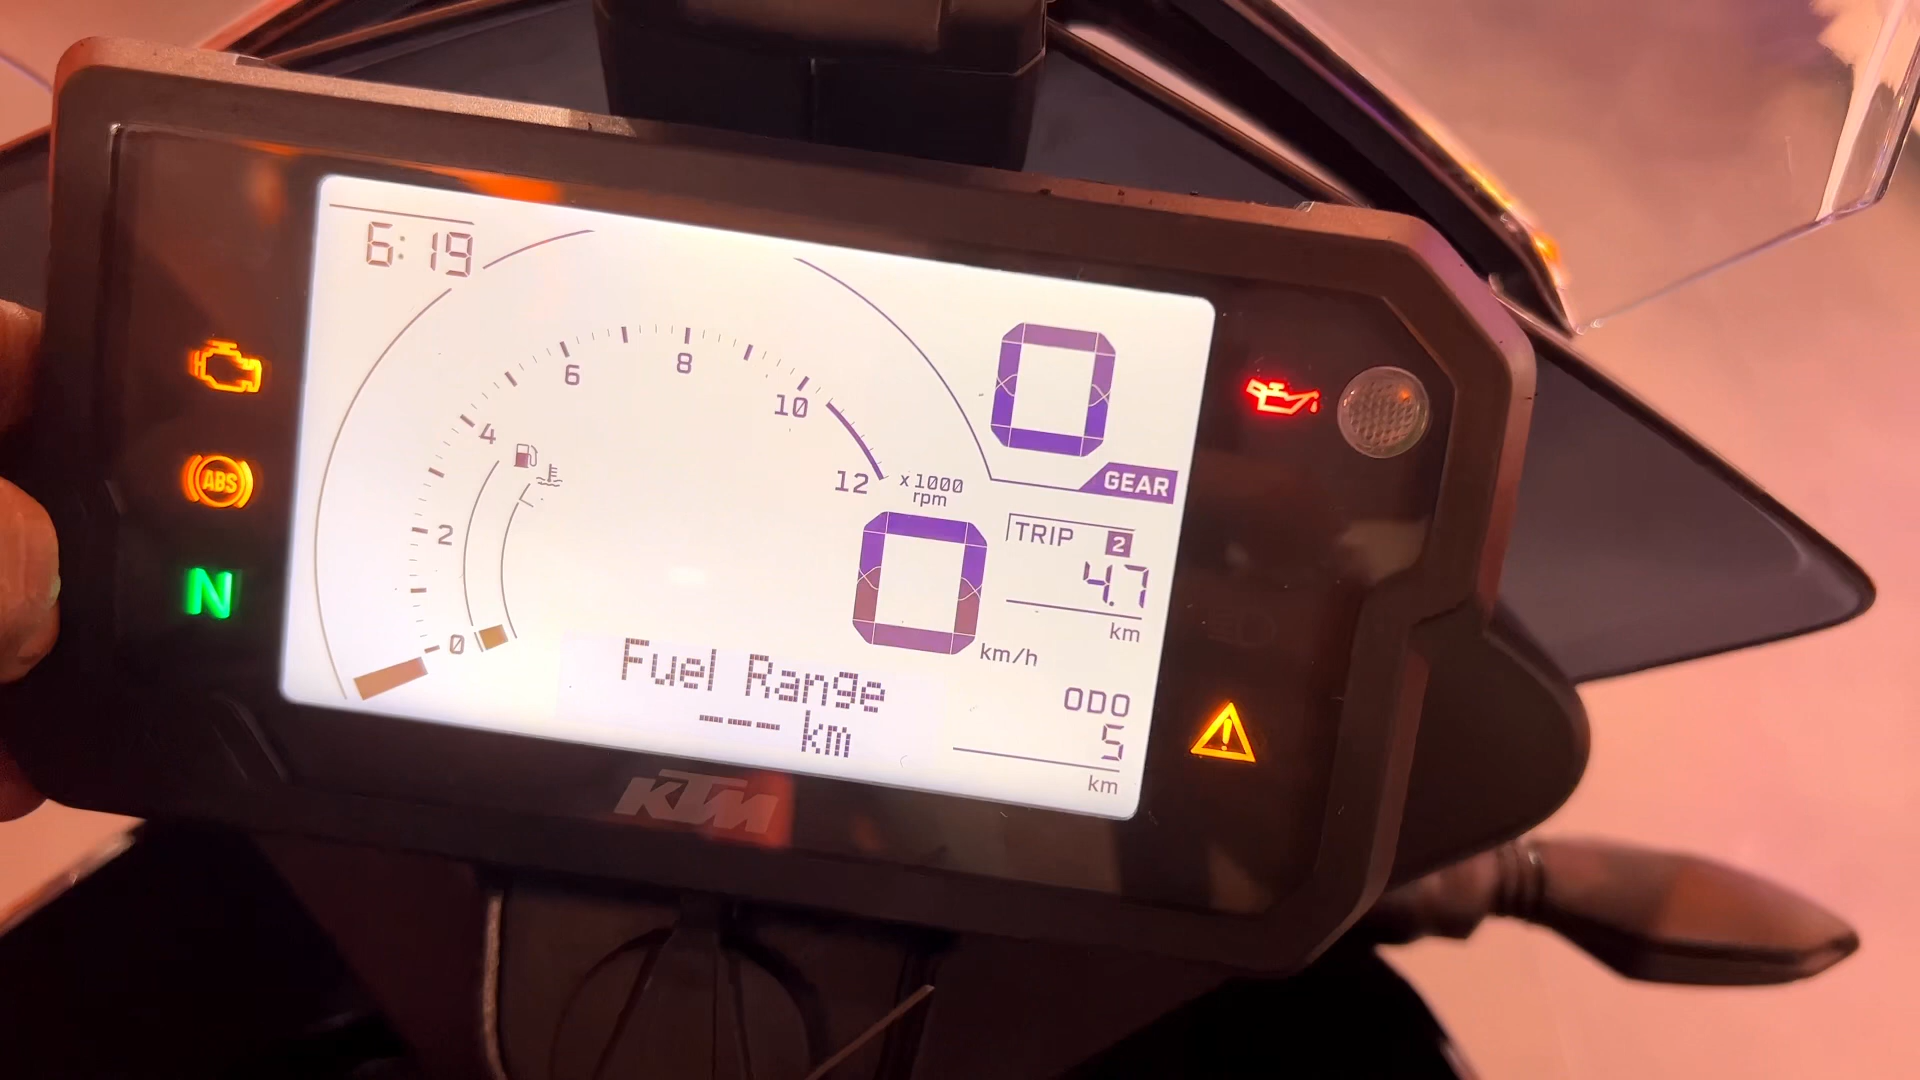 6:19
6
8
10
4
12
x1000
rpm
0
GEAR
TRIP 2
4.7
km
2
0
0
km/h
ABS
N
Fuel Range
--- km
ODO
5
km
KTM